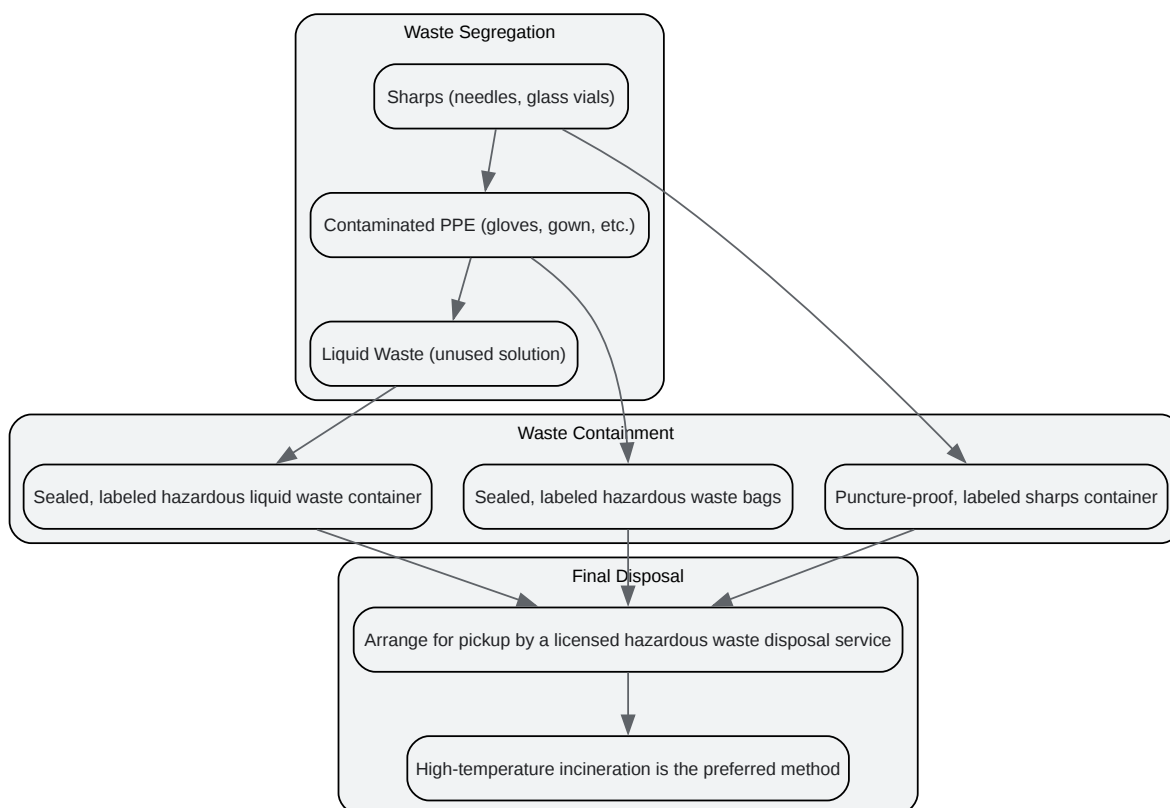 Waste Segregation
Sharps (needles, glass vials)
Contaminated PPE (gloves, gown, etc.)
Liquid Waste (unused solution)
Waste Containment
Sealed, labeled hazardous liquid waste container
Sealed, labeled hazardous waste bags
Puncture-proof, labeled sharps container
Final Disposal
Arrange for pickup by a licensed hazardous waste disposal service
High-temperature incineration is the preferred method